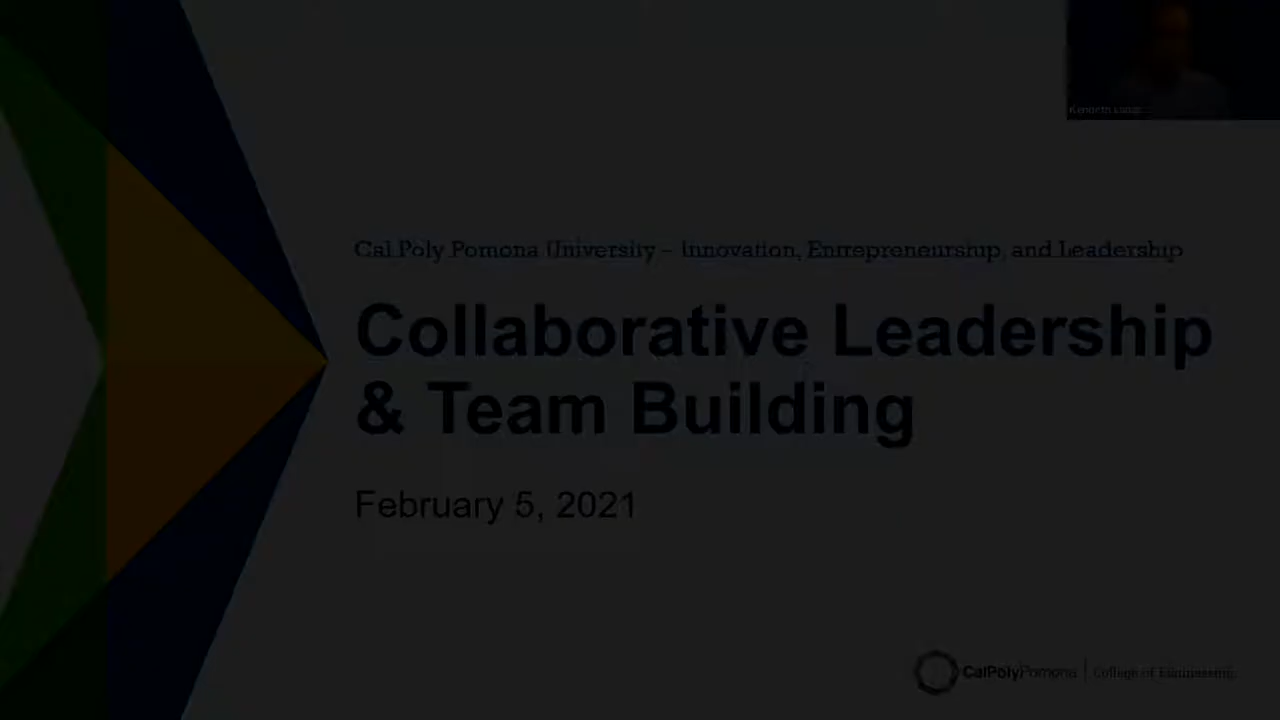 Cal Poly Pomona University – Innovation, Entrepreneurship, and Leadership
Collaborative Leadership
& Team Building
February 5, 2021
CalPolyPomona | College of Engineering
Kenneth